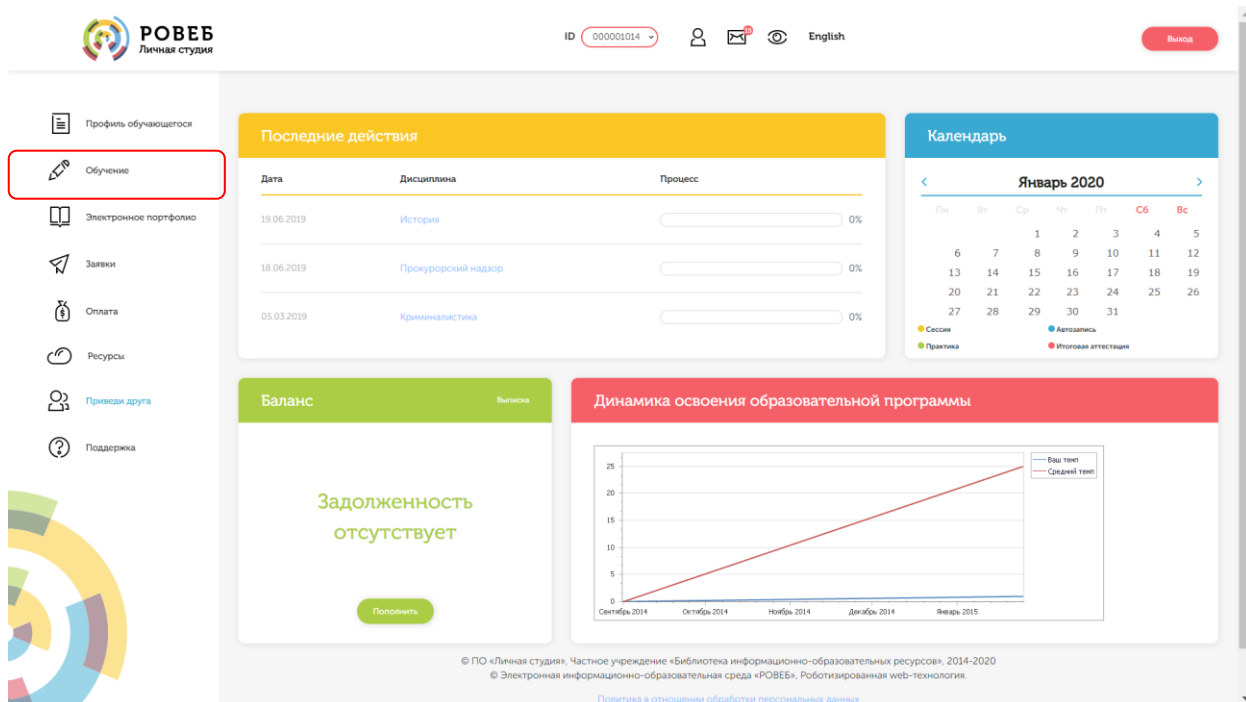 РОВЕБ
Личная студия
ID 000001014
English
Выход
Профиль обучающегося
Обучение
Электронное портфолио
Заявки
Оплата
Ресурсы
Приведи друга
Поддержка
Последние действия
Дата Дисциплина Процесс
19.06.2019 История 0%
18.06.2019 Прокурорский надзор 0%
05.03.2019 Криминалистика 0%
Календарь
Январь 2020
Пн Вт Ср Чт Пт Сб Вс
1 2 3 4 5
6 7 8 9 10 11 12
13 14 15 16 17 18 19
20 21 22 23 24 25 26
27 28 29 30 31
Сессия Автозапись
Практика Итоговая аттестация
Баланс Выписка
Задолженность
отсутствует
Пополнить
Динамика освоения образовательной программы
Ваш темп
Средний темп
25
20
15
10
5
0
Сентябрь 2014 Октябрь 2014 Ноябрь 2014 Декабрь 2014 Январь 2015
© ПО «Личная студия», Частное учреждение «Библиотека информационно-образовательных ресурсов», 2014-2020
© Электронная информационно-образовательная среда «РОВЕБ», Роботизированная web-технология.
Политика в отношении обработки персональных данных